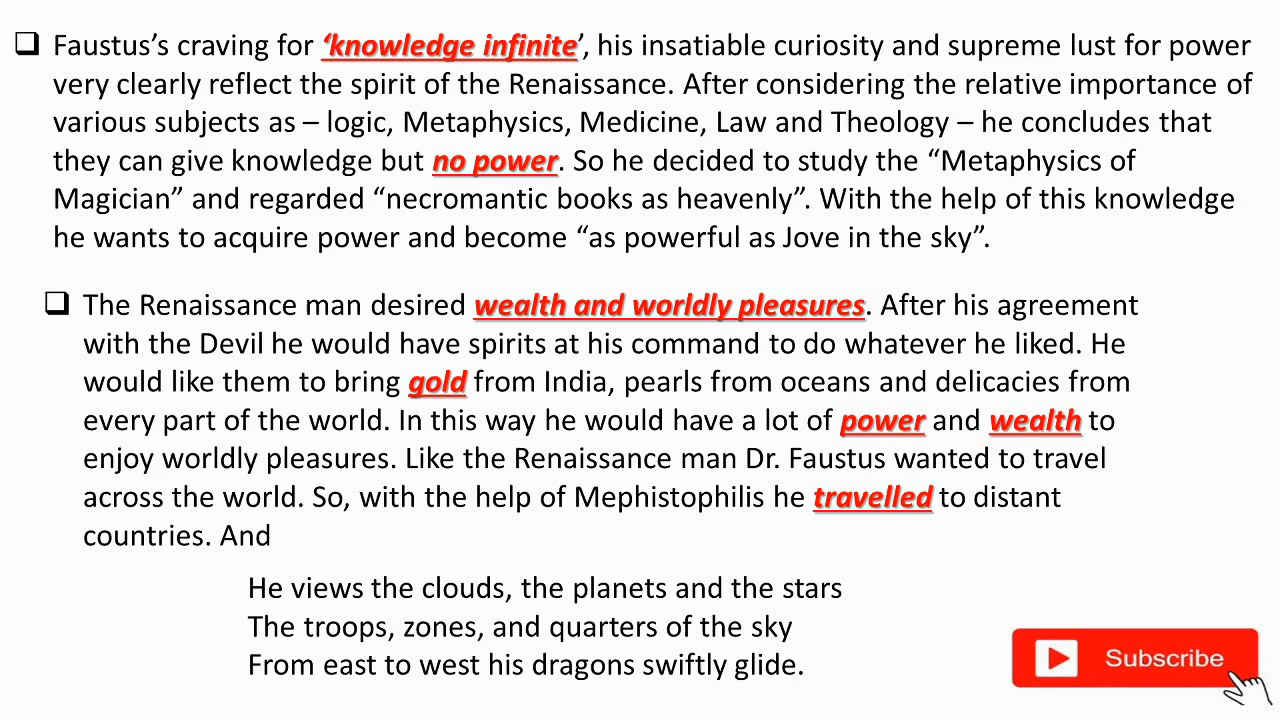 Faustus’s craving for ‘knowledge infinite’, his insatiable curiosity and supreme lust for power
very clearly reflect the spirit of the Renaissance. After considering the relative importance of
various subjects as – logic, Metaphysics, Medicine, Law and Theology – he concludes that
they can give knowledge but no power. So he decided to study the “Metaphysics of
Magician” and regarded “necromantic books as heavenly”. With the help of this knowledge
he wants to acquire power and become “as powerful as Jove in the sky”.
The Renaissance man desired wealth and worldly pleasures. After his agreement
with the Devil he would have spirits at his command to do whatever he liked. He
would like them to bring gold from India, pearls from oceans and delicacies from
every part of the world. In this way he would have a lot of power and wealth to
enjoy worldly pleasures. Like the Renaissance man Dr. Faustus wanted to travel
across the world. So, with the help of Mephistophilis he travelled to distant
countries. And
He views the clouds, the planets and the stars
The troops, zones, and quarters of the sky
From east to west his dragons swiftly glide.
Subscribe